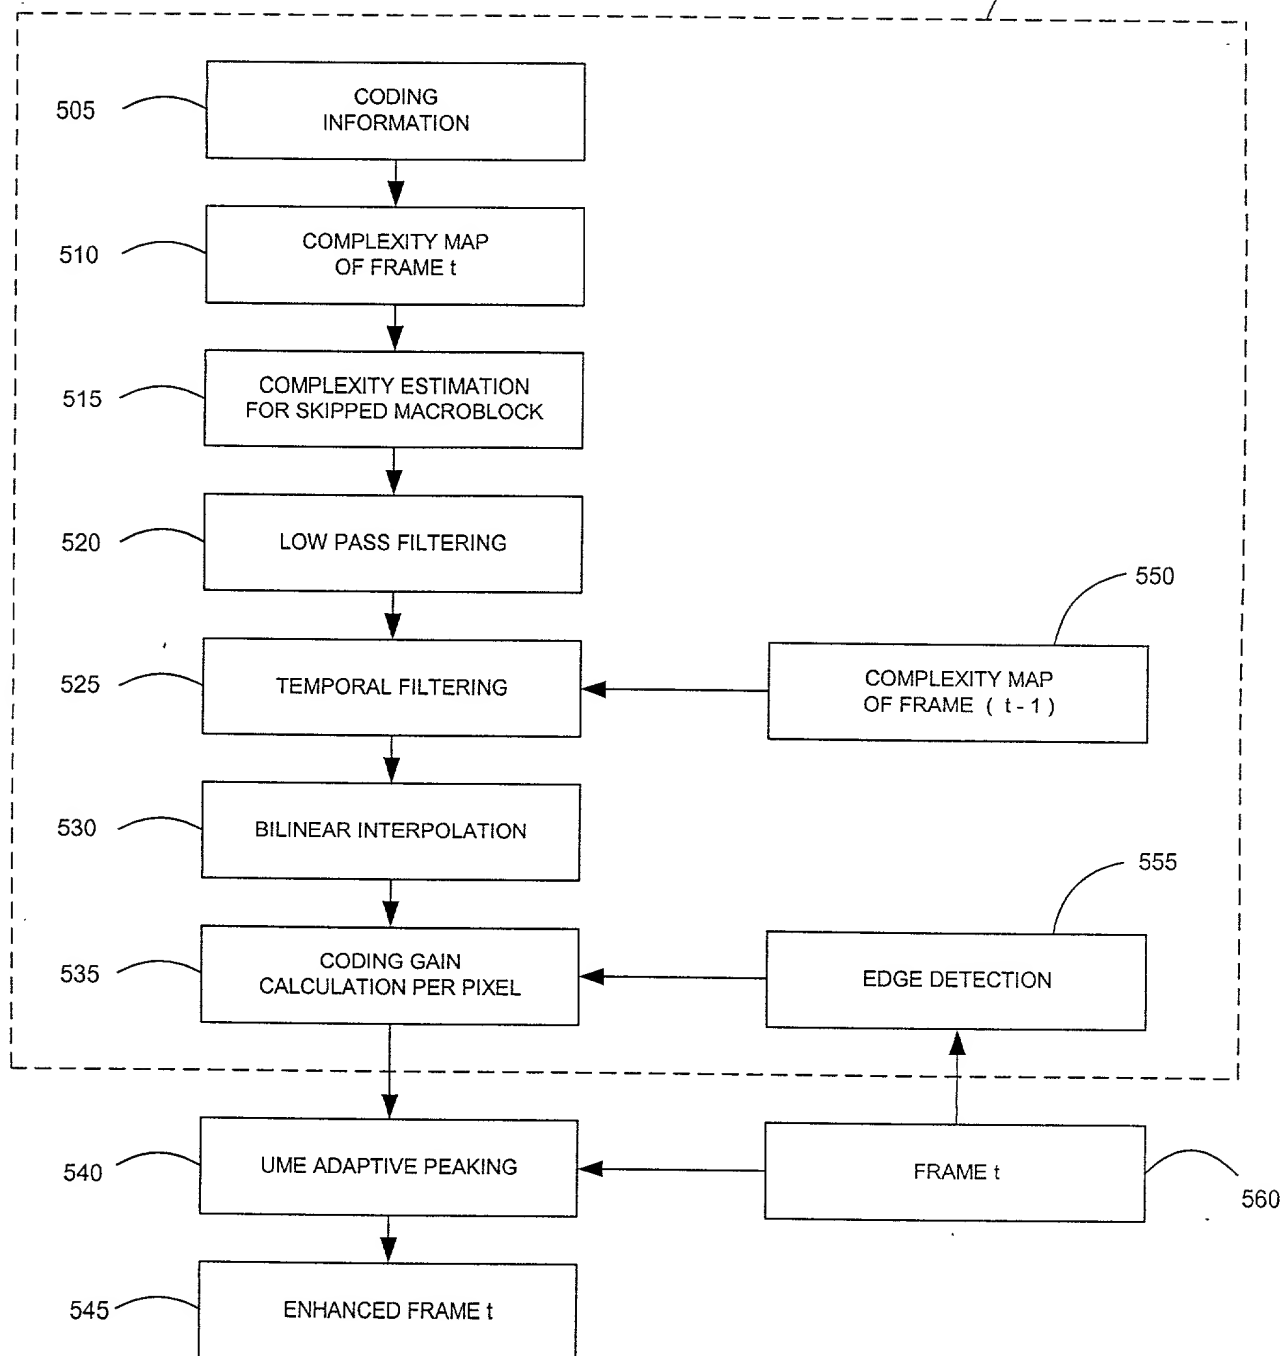 505
CODING
INFORMATION
510
COMPLEXITY MAP
OF FRAME t
515
COMPLEXITY ESTIMATION
FOR SKIPPED MACROBLOCK
520
LOW PASS FILTERING
550
525
TEMPORAL FILTERING
COMPLEXITY MAP
OF FRAME ( t - 1 )
530
BILINEAR INTERPOLATION
555
535
CODING GAIN
CALCULATION PER PIXEL
EDGE DETECTION
540
UME ADAPTIVE PEAKING
FRAME t
560
545
ENHANCED FRAME t